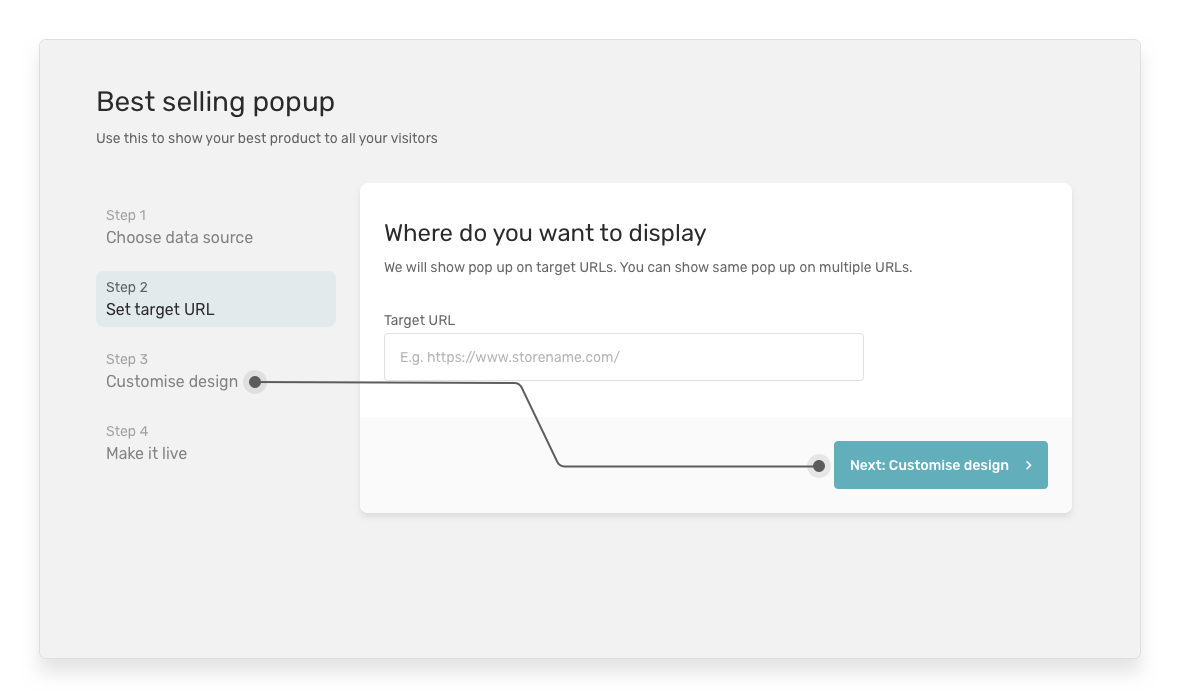 Best selling popup
Use this to show your best product to all your visitors
Step 1
Choose data source
Step 2
Set target URL
Step 3
Customise design
Step 4
Make it live
Where do you want to display
We will show pop up on target URLs. You can show same pop up on multiple URLs.
Target URL
E.g. https://www.storename.com/
Next: Customise design